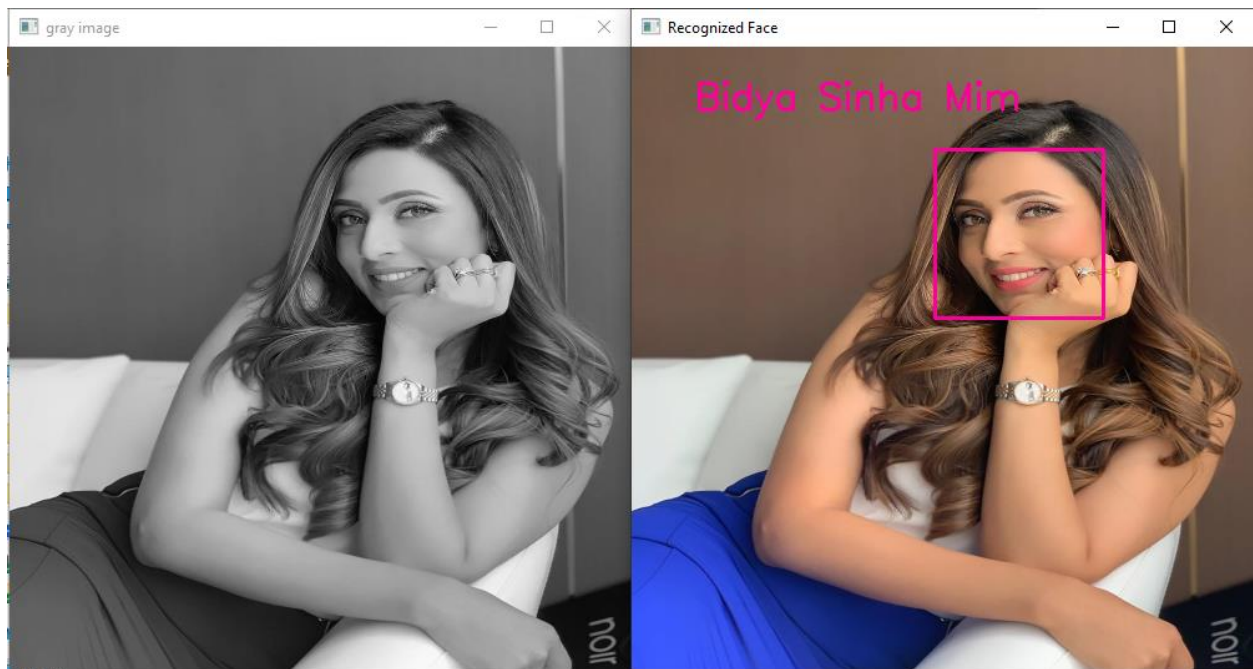 gray image
Recognized Face
Bidya Sinha Mim
noir
noir